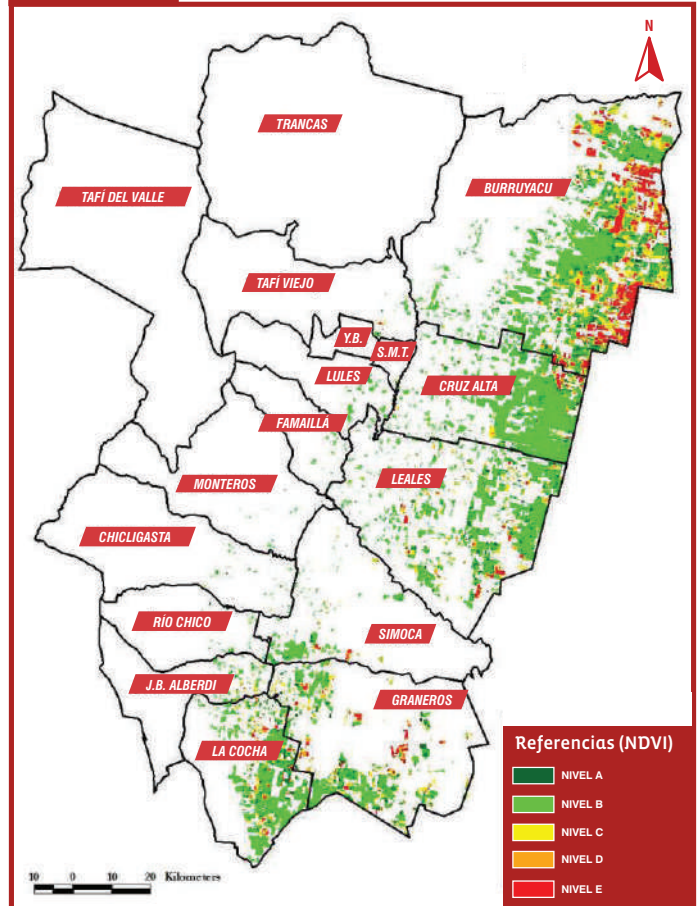 N
TRANCAS
TAFÍ DEL VALLE
BURRUYACU
TAFÍ VIEJO
Y.B.
S.M.T.
LULES
CRUZ ALTA
FAMAILLÁ
LEALES
MONTEROS
CHICLIGASTA
RÍO CHICO
SIMOCA
J.B. ALBERDI
GRANEROS
LA COCHA
Referencias (NDVI)
NIVEL A
NIVEL B
NIVEL C
NIVEL D
NIVEL E
10 0 10 20 Kilometers